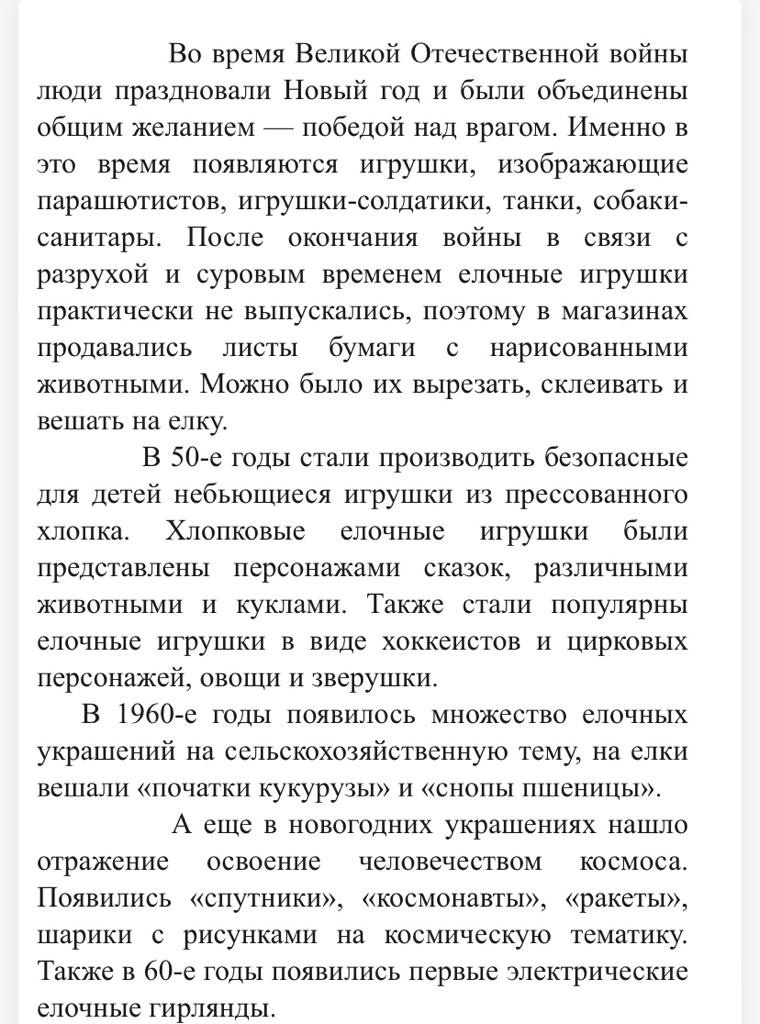 Во время Великой Отечественной войны
люди праздновали Новый год и были объединены
общим желанием — победой над врагом. Именно в
это время появляются игрушки, изображающие
парашютистов, игрушки-солдатики, танки, собаки-
санитары. После окончания войны в связи с
разрухой и суровым временем елочные игрушки
практически не выпускались, поэтому в магазинах
продавались листы бумаги с нарисованными
животными. Можно было их вырезать, склеивать и
вешать на елку.
В 50-е годы стали производить безопасные
для детей небьющиеся игрушки из прессованного
хлопка. Хлопковые елочные игрушки были
представлены персонажами сказок, различными
животными и куклами. Также стали популярны
елочные игрушки в виде хоккеистов и цирковых
персонажей, овощи и зверушки.
В 1960-е годы появилось множество елочных
украшений на сельскохозяйственную тему, на елки
вешали «початки кукурузы» и «снопы пшеницы».
А еще в новогодних украшениях нашло
отражение освоение человечеством космоса.
Появились «спутники», «космонавты», «ракеты»,
шарики с рисунками на космическую тематику.
Также в 60-е годы появились первые электрические
елочные гирлянды.